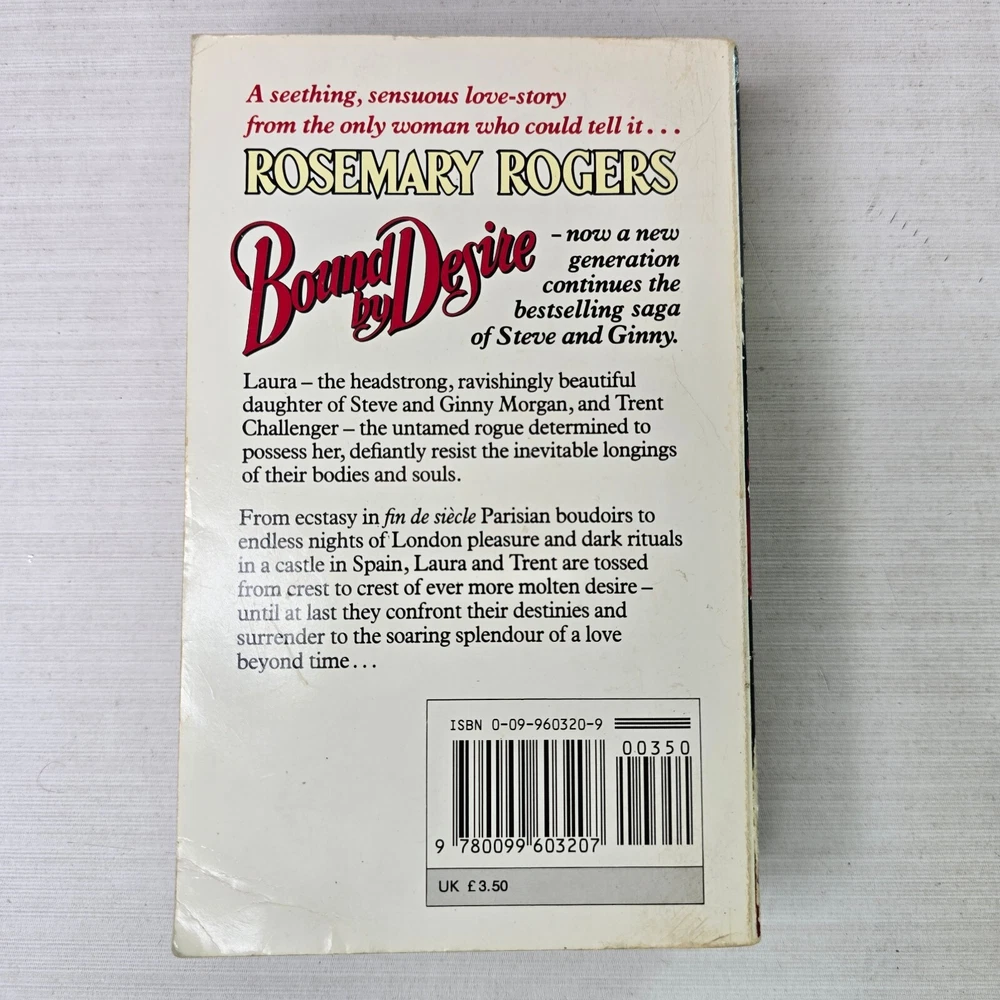 A seething, sensuous love-story
from the only woman who could tell it...
ROSEMARY ROGERS
Bound by Desire
– now a new
generation
continues the
bestselling saga
of Steve and Ginny.
Laura – the headstrong, ravishingly beautiful
daughter of Steve and Ginny Morgan, and Trent
Challenger – the untamed rogue determined to
possess her, defiantly resist the inevitable longings
of their bodies and souls.
From ecstasy in fin de siècle Parisian boudoirs to
endless nights of London pleasure and dark rituals
in a castle in Spain, Laura and Trent are tossed
from crest to crest of ever more molten desire –
until at last they confront their destinies and
surrender to the soaring splendour of a love
beyond time...
ISBN 0-09-960320-9
00350
9 780099 603207
UK £3.50